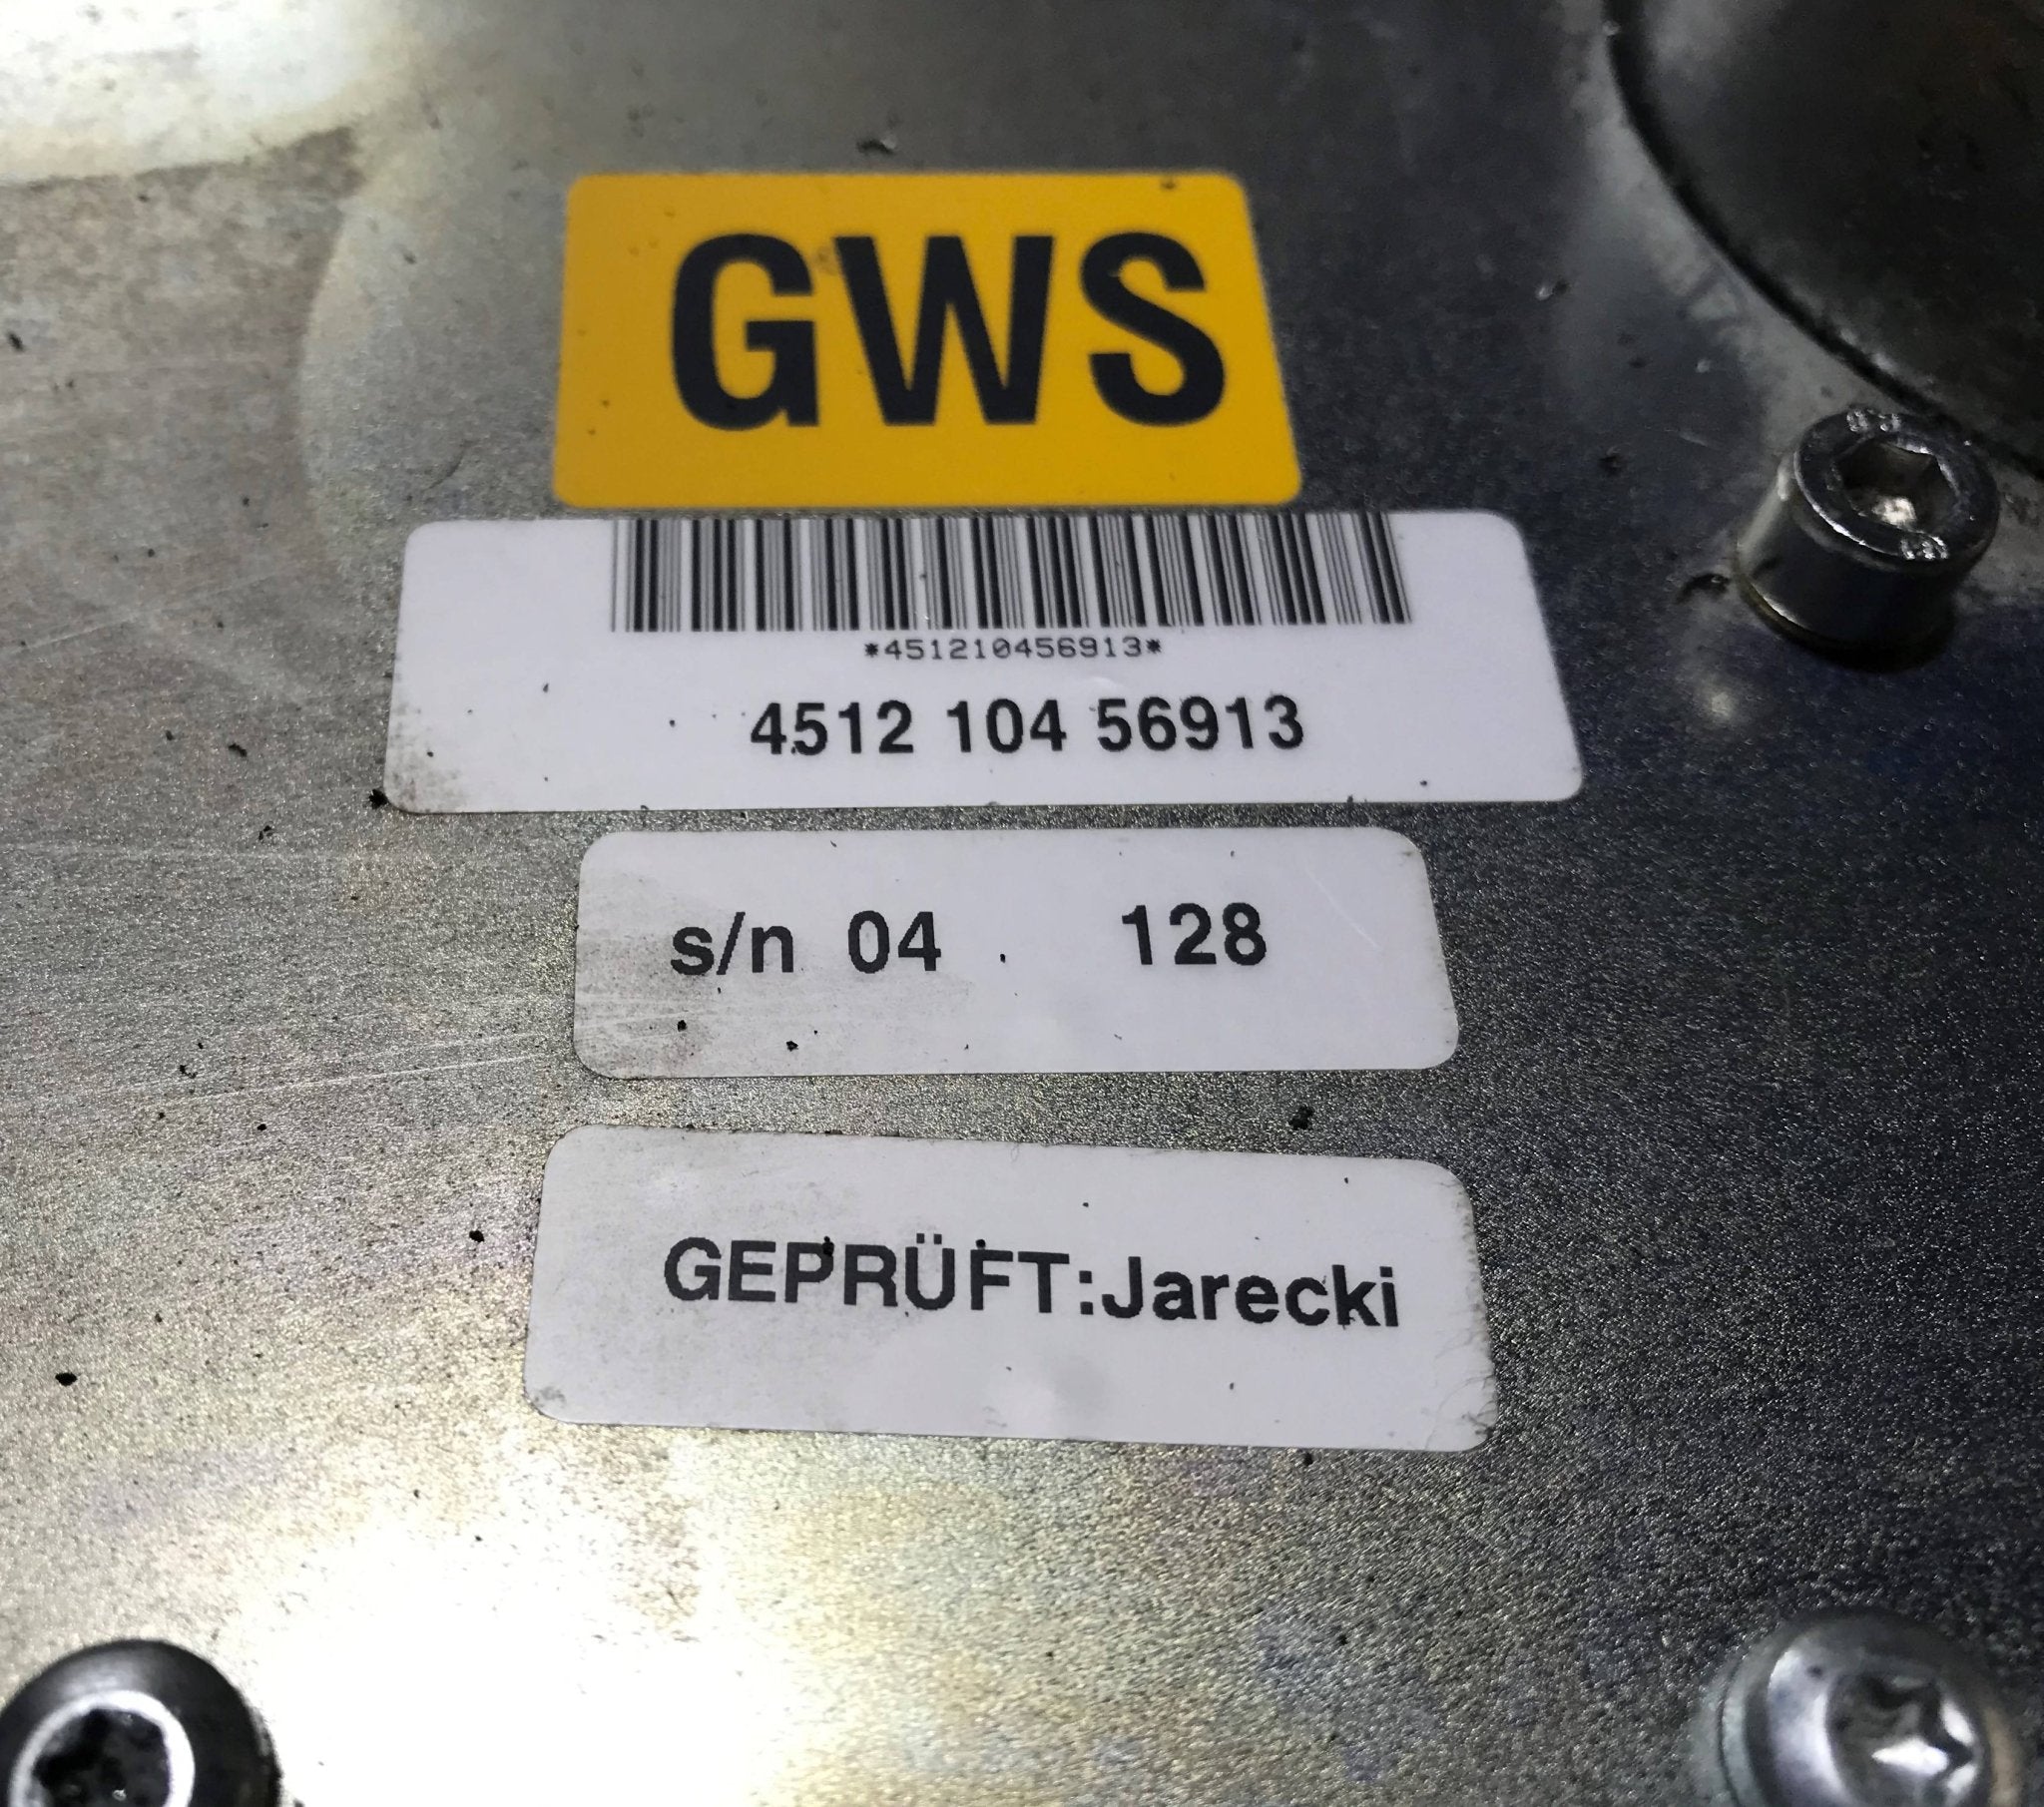 GWS
*451210456913*
4512 104 56913
s/n 04 128
GEPRÜFT:Jarecki